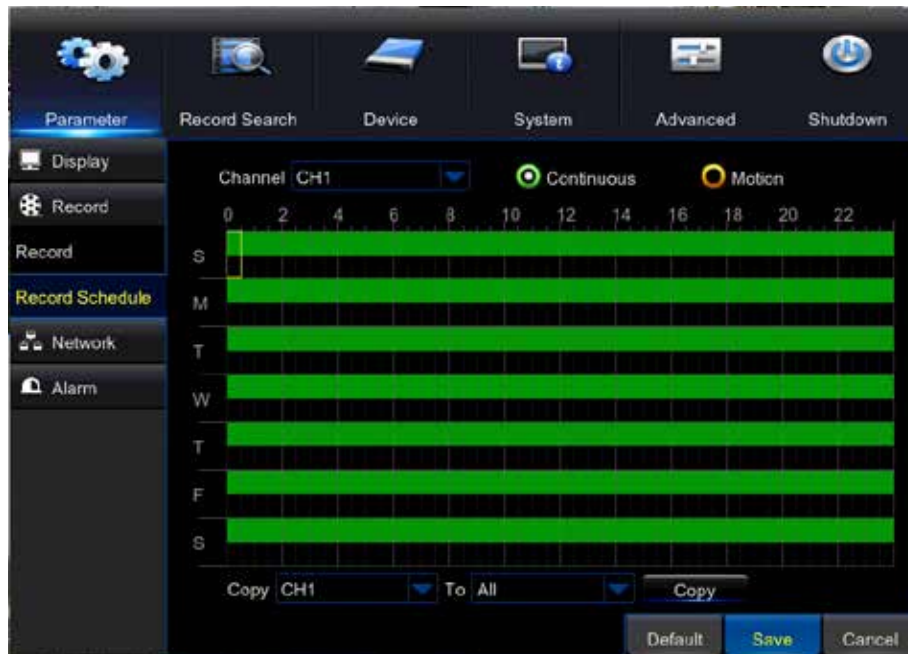 Parameter Record Search Device System Advanced Shutdown
Display
Record
Record
Record Schedule
Network
Alarm
Channel CH1 Continuous Motion
0 2 4 6 8 10 12 14 16 18 20 22
S
M
T
W
T
F
S
Copy CH1 To All Copy
Default Save Cancel